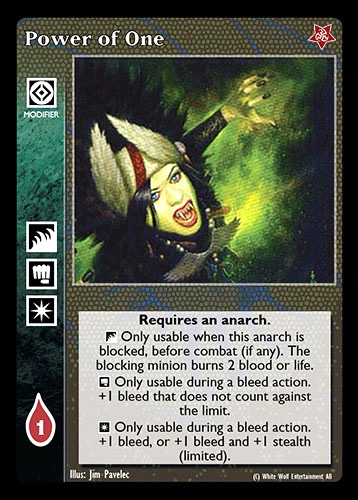 Power of One
MODIFIER
Requires an anarch.
Only usable when this anarch is
blocked, before combat (if any). The
blocking minion burns 2 blood or life.
Only usable during a bleed action.
+1 bleed that does not count against
the limit.
Only usable during a bleed action.
+1 bleed, or +1 bleed and +1 stealth
(limited).
1
Illus: Jim Pavelec
(C) White Wolf Entertainment AB